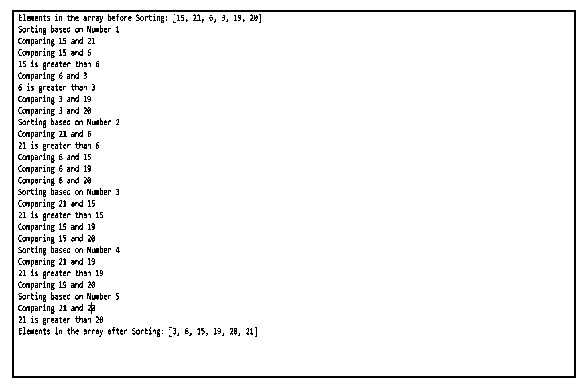 Elements in the array before Sorting: [15, 21, 6, 3, 19, 20]
Sorting based on Number 1
Comparing 15 and 21
Comparing 15 and 6
15 is greater than 6
Comparing 6 and 3
6 is greater than 3
Comparing 3 and 19
Comparing 3 and 20
Sorting based on Number 2
Comparing 21 and 6
21 is greater than 6
Comparing 6 and 15
Comparing 6 and 19
Comparing 6 and 20
Sorting based on Number 3
Comparing 21 and 15
21 is greater than 15
Comparing 15 and 19
Comparing 15 and 20
Sorting based on Number 4
Comparing 21 and 19
21 is greater than 19
Comparing 19 and 20
Sorting based on Number 5
Comparing 21 and 20
21 is greater than 20
Elements in the array after Sorting: [3, 6, 15, 19, 20, 21]